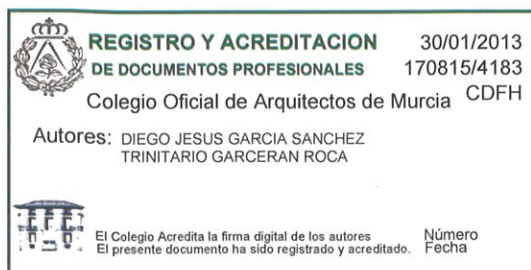 REGISTRO Y ACREDITACION 30/01/2013
DE DOCUMENTOS PROFESIONALES 170815/4183
Colegio Oficial de Arquitectos de Murcia CDFH
Autores: DIEGO JESUS GARCIA SANCHEZ
TRINITARIO GARCERAN ROCA
El Colegio Acredita la firma digital de los autores Número
El presente documento ha sido registrado y acreditado. Fecha